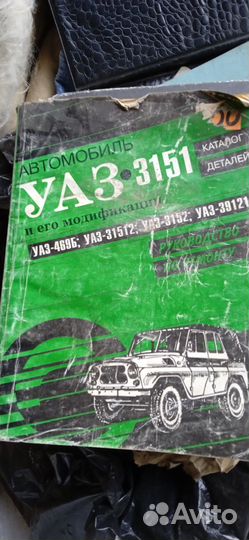 АВТОМОБИЛЬ
УАЗ-3151
и его модификации
УАЗ-469Б; УАЗ-31512; УАЗ-3152; УАЗ-39121
КАТАЛОГ
ДЕТАЛЕЙ
РУКОВОДСТВО
ПО РЕМОНТУ
Avito